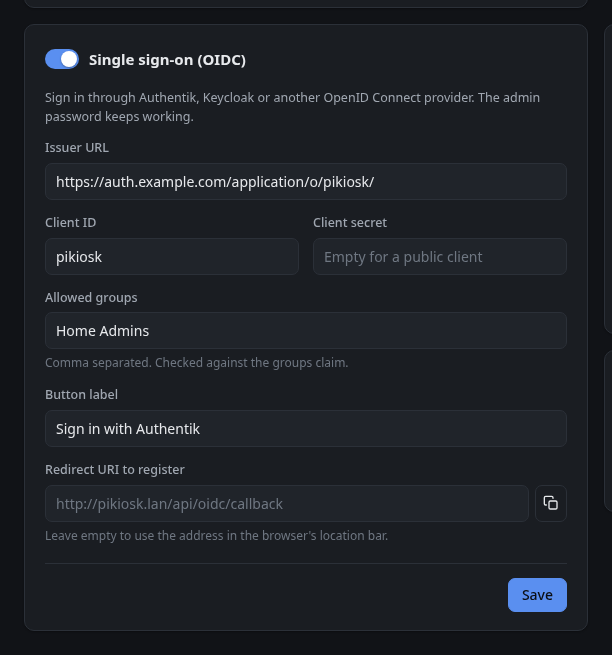 Single sign-on (OIDC)
Sign in through Authentik, Keycloak or another OpenID Connect provider. The admin
password keeps working.
Issuer URL
https://auth.example.com/application/o/pikiosk/
Client ID
Client secret
pikiosk
Empty for a public client
Allowed groups
Home Admins
Comma separated. Checked against the groups claim.
Button label
Sign in with Authentik
Redirect URI to register
http://pikiosk.lan/api/oidc/callback
Leave empty to use the address in the browser’s location bar.
Save